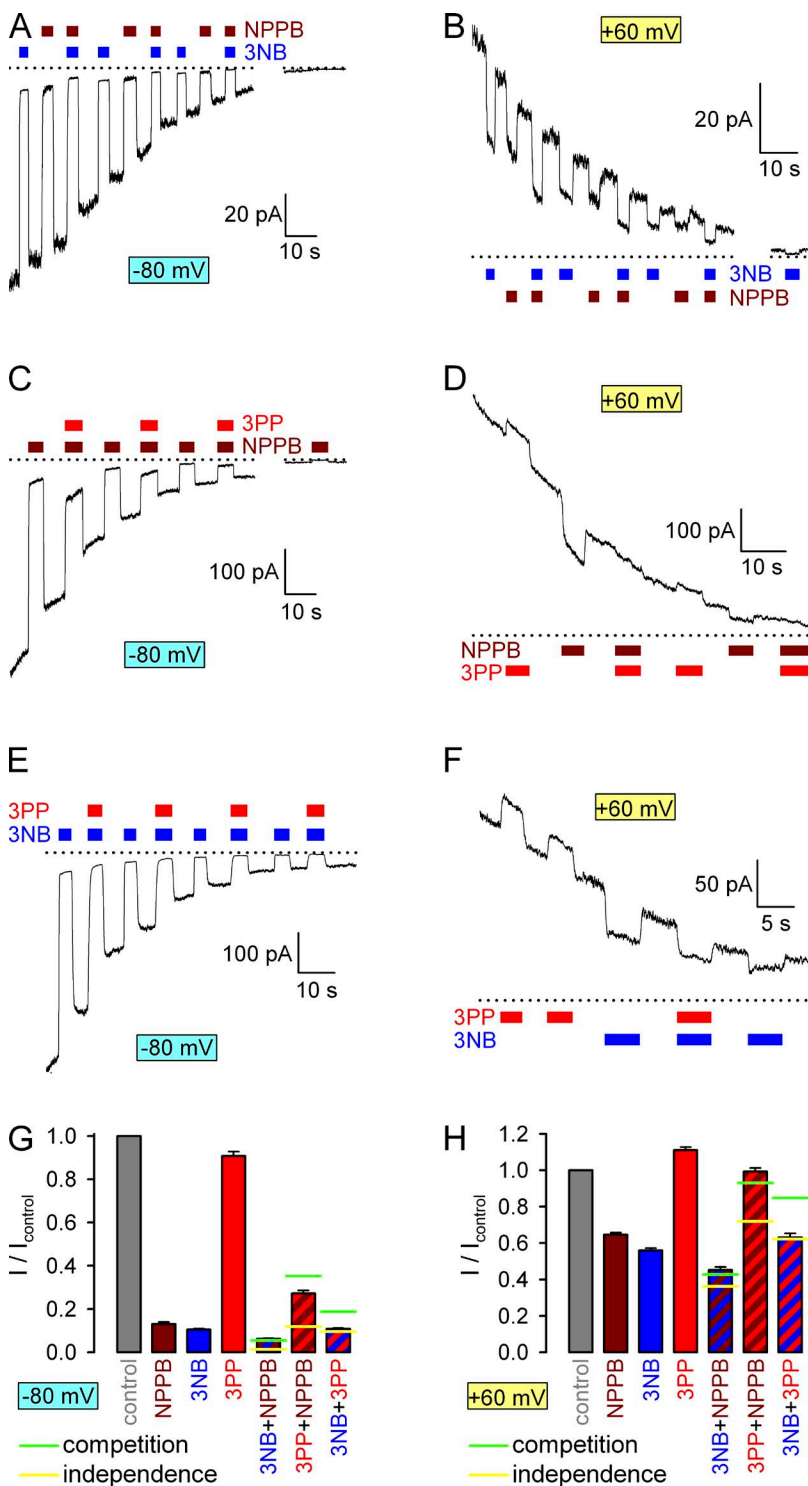 A
NPPB
3NB
20 pA
10 s
-80 mV
B
+60 mV
20 pA
10 s
3NB
NPPB
C
3PP
NPPB
100 pA
10 s
-80 mV
D
+60 mV
100 pA
10 s
NPPB
3PP
E
3PP
3NB
100 pA
10 s
-80 mV
F
+60 mV
50 pA
5 s
3PP
3NB
G
I / Icontrol
1.0
0.8
0.6
0.4
0.2
0.0
control
NPPB
3NB
3PP
3NB+NPPB
3PP+NPPB
3NB+3PP
-80 mV
competition
independence
H
I / Icontrol
1.2
1.0
0.8
0.6
0.4
0.2
0.0
control
NPPB
3NB
3PP
3NB+NPPB
3PP+NPPB
3NB+3PP
+60 mV
competition
independence